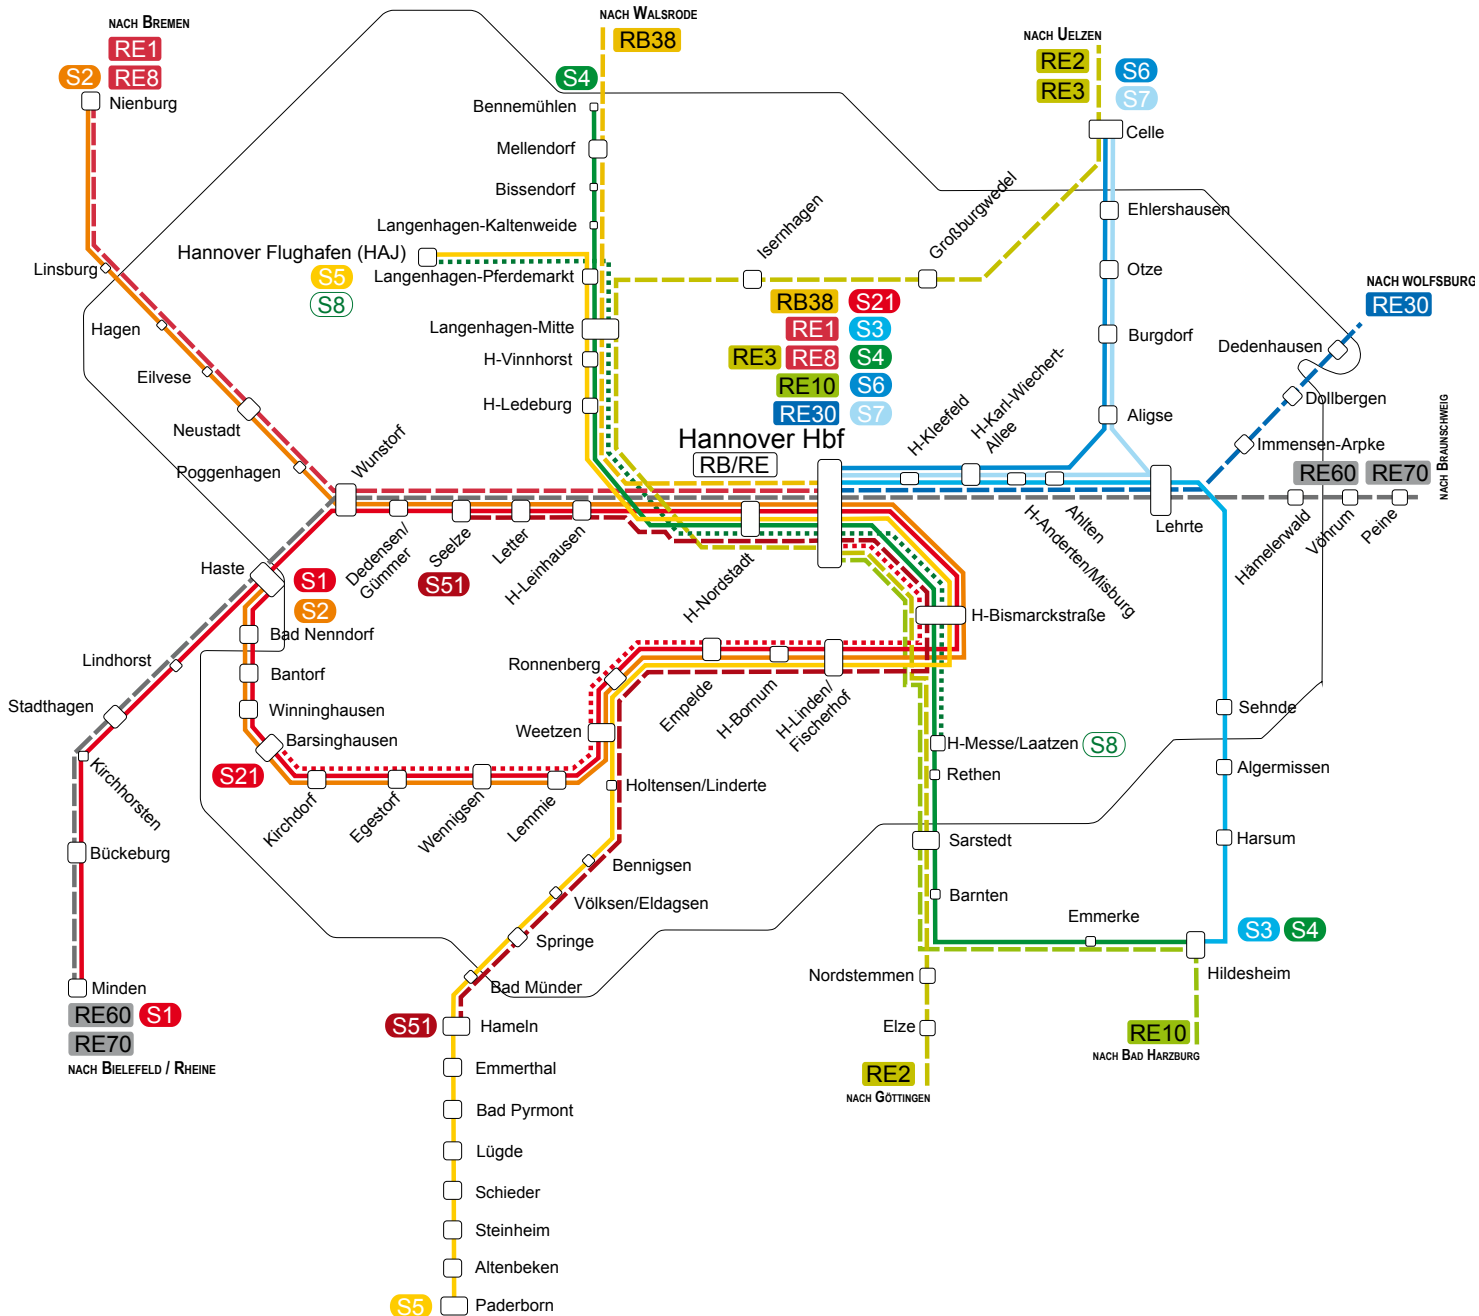 NACH BREMEN
RE1
S2 RE8
Nienburg
NACH WALSRODE
RB38
S4
Bennemühlen
Mellendorf
Bissendorf
Langenhagen-Kaltenweide
Hannover Flughafen (HAJ)
S5
S8
Langenhagen-Pferdemarkt
Langenhagen-Mitte
H-Vinnhorst
H-Ledeburg
NACH UELZEN
RE2
RE3
S6
S7
Celle
Isernhagen
Großburgwedel
Ehlershausen
Otze
Burgdorf
Aligse
NACH WOLFSBURG
RE30
Dedenhausen
Dollbergen
Immensen-Arpke
RE60 RE70
NACH BRAUNSCHWEIG
Hämelerwald
Vöhrum
Peine
RB38 S21
RE1 S3
RE3 RE8 S4
RE10 S6
RE30 S7
Hannover Hbf
RB/RE
H-Kleefeld
H-Karl-Wiechert-
Allee
H-Anderten/Misburg
Ahlten
Lehrte
Linsburg
Hagen
Eilvese
Neustadt
Poggenhagen
Wunstorf
Dedensen/
Gümmer
Seelze
S51
Letter
H-Leinhausen
H-Nordstadt
H-Bismarckstraße
Haste
S1
S2
Bad Nenndorf
Bantorf
Winninghausen
Barsinghausen
S21
Kirchdorf
Egestorf
Wennigsen
Lemmie
Weetzen
Ronnenberg
Empelde
H-Bornum
H-Linden/
Fischerhof
Lindhorst
Stadthagen
Kirchhorsten
Bückeburg
Minden
RE60 S1
RE70
NACH BIELEFELD / RHEINE
Holtensen/Linderte
Bennigsen
Völksen/Eldagsen
Springe
Bad Münder
S51
Hameln
Emmerthal
Bad Pyrmont
Lügde
Schieder
Steinheim
Altenbeken
S5
Paderborn
H-Messe/Laatzen S8
Rethen
Sarstedt
Barnten
Emmerke
Nordstemmen
Elze
RE2
NACH GÖTTINGEN
Sehnde
Algermissen
Harsum
S3 S4
Hildesheim
RE10
NACH BAD HARZBURG